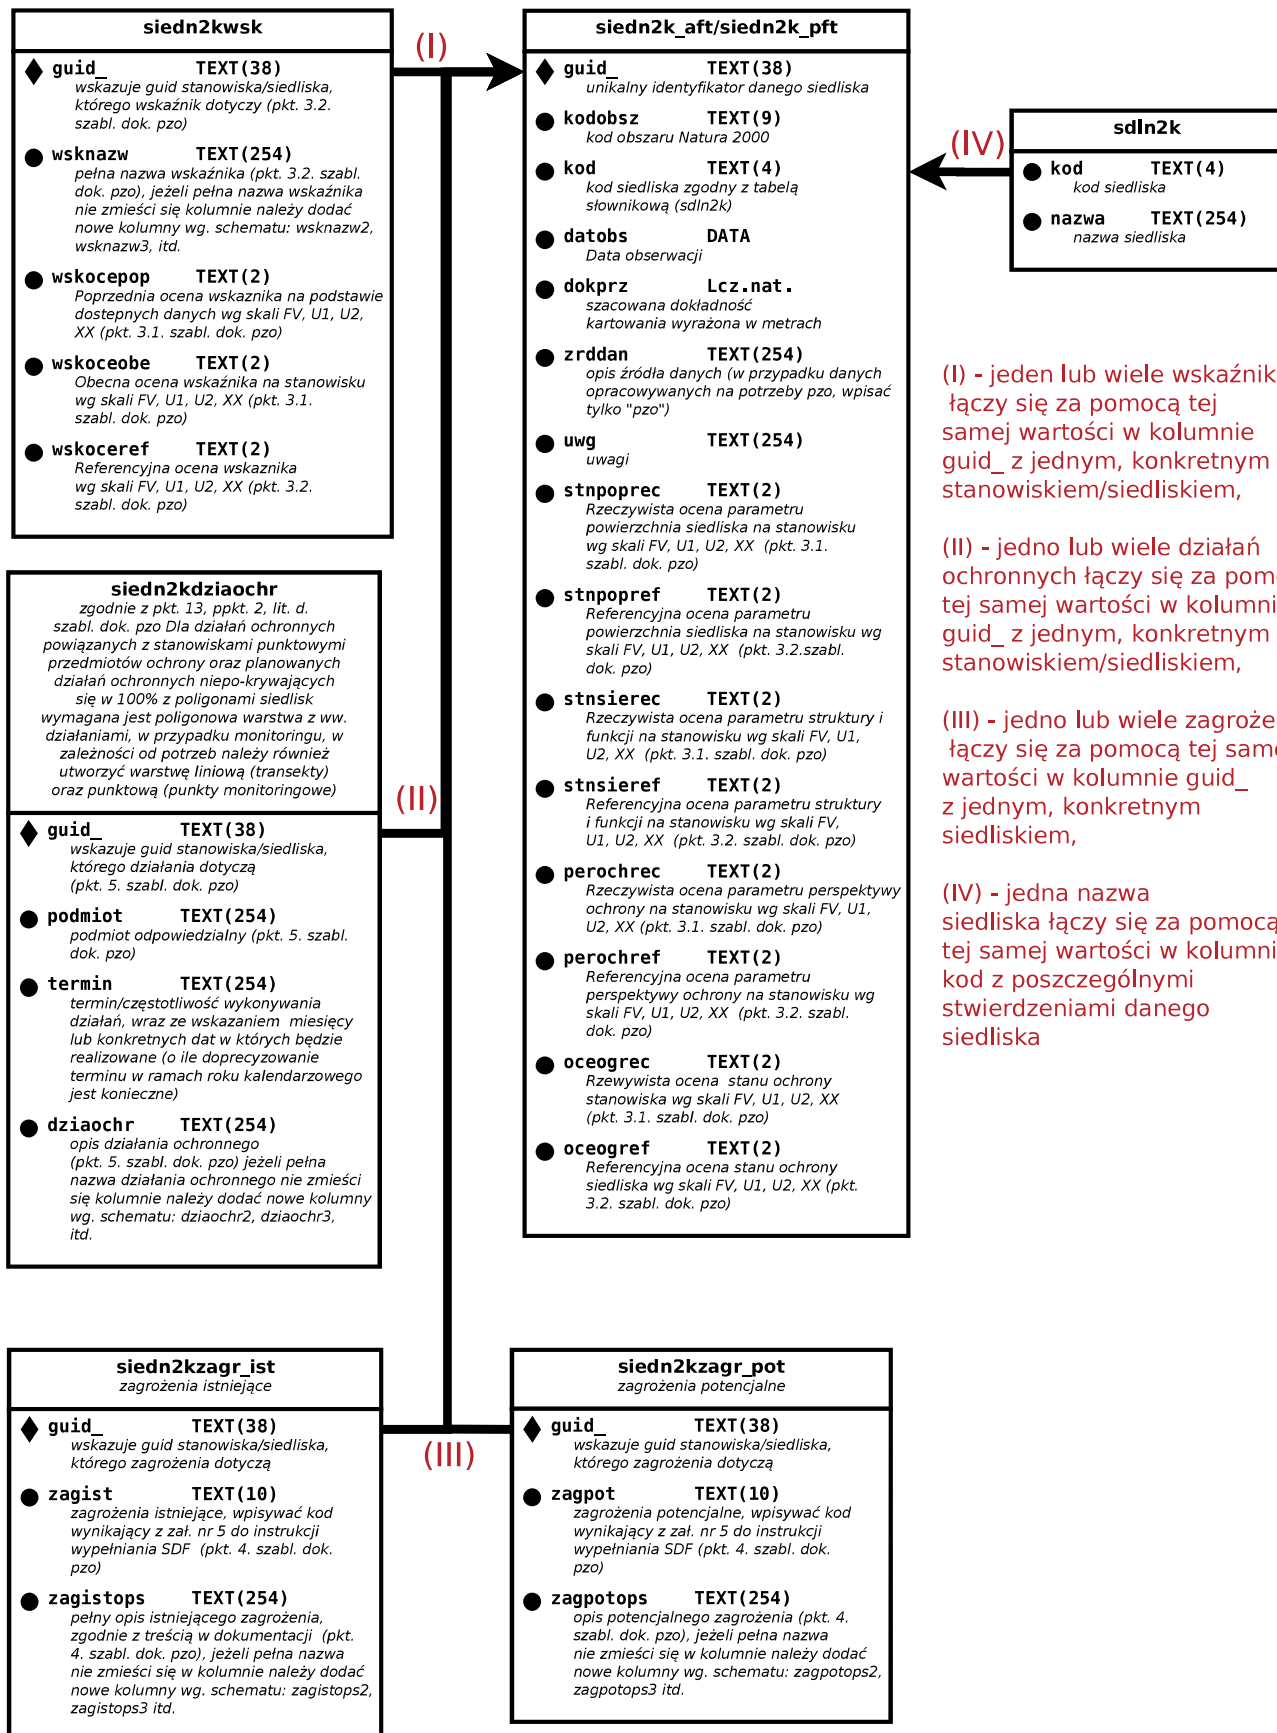 siedn2kwsk
guid_ TEXT(38)
wskazuje guid stanowiska/siedliska,
którego wskaźnik dotyczy (pkt. 3.2.
szabl. dok. pzo)
wsknazw TEXT(254)
pełna nazwa wskaźnika (pkt. 3.2. szabl.
dok. pzo), jeżeli pełna nazwa wskaźnika
nie zmieści się kolumnie należy dodać
nowe kolumny wg. schematu: wsknazw2,
wsknazw3, itd.
wskocepop TEXT(2)
Poprzednia ocena wskaznika na podstawie
dostepnych danych wg skali FV, U1, U2,
XX (pkt. 3.1. szabl. dok. pzo)
wskoceobe TEXT(2)
Obecna ocena wskaźnika na stanowisku
wg skali FV, U1, U2, XX (pkt. 3.1.
szabl. dok. pzo)
wskoceref TEXT(2)
Referencyjna ocena wskaznika
wg skali FV, U1, U2, XX (pkt. 3.2.
szabl. dok. pzo)
(I)
siedn2k_aft/siedn2k_pft
guid_ TEXT(38)
unikalny identyfikator danego siedliska
kodobsz TEXT(9)
kod obszaru Natura 2000
kod TEXT(4)
kod siedliska zgodny z tabelą
słownikową (sdln2k)
datobs DATA
Data obserwacji
dokprz Lcz.nat.
szacowana dokładność
kartowania wyrażona w metrach
zrddan TEXT(254)
opis źródła danych (w przypadku danych
opracowywanych na potrzeby pzo, wpisać
tylko "pzo")
uwg TEXT(254)
uwagi
stnpoprec TEXT(2)
Rzeczywista ocena parametru
powierzchnia siedliska na stanowisku
wg skali FV, U1, U2, XX (pkt. 3.1.
szabl. dok. pzo)
stnpopref TEXT(2)
Referencyjna ocena parametru
powierzchnia siedliska na stanowisku wg
skali FV, U1, U2, XX (pkt. 3.2.szabl.
dok. pzo)
stnsierec TEXT(2)
Rzeczywista ocena parametru struktury i
funkcji na stanowisku wg skali FV, U1,
U2, XX (pkt. 3.1. szabl. dok. pzo)
stnsieref TEXT(2)
Referencyjna ocena parametru struktury
i funkcji na stanowisku wg skali FV,
U1, U2, XX (pkt. 3.2. szabl. dok. pzo)
perochrec TEXT(2)
Rzeczywista ocena parametru perspektywy
ochrony na stanowisku wg skali FV, U1,
U2, XX (pkt. 3.1. szabl. dok. pzo)
perochref TEXT(2)
Referencyjna ocena parametru
perspektywy ochrony na stanowisku wg
skali FV, U1, U2, XX (pkt. 3.2. szabl.
dok. pzo)
oceogrec TEXT(2)
Rzewywista ocena stanu ochrony
stanowiska wg skali FV, U1, U2, XX
(pkt. 3.1. szabl. dok. pzo)
oceogref TEXT(2)
Referencyjna ocena stanu ochrony
siedliska wg skali FV, U1, U2, XX (pkt.
3.2. szabl. dok. pzo)
(IV)
sdln2k
kod TEXT(4)
kod siedliska
nazwa TEXT(254)
nazwa siedliska
(I) - jeden lub wiele wskaźnik
łączy się za pomocą tej
samej wartości w kolumnie
guid_ z jednym, konkretnym
stanowiskiem/siedliskiem,
(II) - jedno lub wiele działań
ochronnych łączy się za pom
tej samej wartości w kolumni
guid_ z jednym, konkretnym
stanowiskiem/siedliskiem,
(III) - jedno lub wiele zagroże
łączy się za pomocą tej sam
wartości w kolumnie guid_
z jednym, konkretnym
siedliskiem,
(IV) - jedna nazwa
siedliska łączy się za pomocą
tej samej wartości w kolumni
kod z poszczególnymi
stwierdzeniami danego
siedliska
siedn2kdziaochr
zgodnie z pkt. 13, ppkt. 2, lit. d.
szabl. dok. pzo Dla działań ochronnych
powiązanych z stanowiskami punktowymi
przedmiotów ochrony oraz planowanych
działań ochronnych niepo-krywających
się w 100% z poligonami siedlisk
wymagana jest poligonowa warstwa z ww.
działaniami, w przypadku monitoringu, w
zależności od potrzeb należy również
utworzyć warstwę liniową (transekty)
oraz punktową (punkty monitoringowe)
guid_ TEXT(38)
wskazuje guid stanowiska/siedliska,
którego działania dotyczą
(pkt. 5. szabl. dok. pzo)
podmiot TEXT(254)
podmiot odpowiedzialny (pkt. 5. szabl.
dok. pzo)
termin TEXT(254)
termin/częstotliwość wykonywania
działań, wraz ze wskazaniem miesięcy
lub konkretnych dat w których będzie
realizowane (o ile doprecyzowanie
terminu w ramach roku kalendarzowego
jest konieczne)
dziaochr TEXT(254)
opis działania ochronnego
(pkt. 5. szabl. dok. pzo) jeżeli pełna
nazwa działania ochronnego nie zmieści
się kolumnie należy dodać nowe kolumny
wg. schematu: dziaochr2, dziaochr3,
itd.
(II)
siedn2kzagr_ist
zagrożenia istniejące
guid_ TEXT(38)
wskazuje guid stanowiska/siedliska,
którego zagrożenia dotyczą
zagist TEXT(10)
zagrożenia istniejące, wpisywać kod
wynikający z zał. nr 5 do instrukcji
wypełniania SDF (pkt. 4. szabl. dok.
pzo)
zagistops TEXT(254)
pełny opis istniejącego zagrożenia,
zgodnie z treścią w dokumentacji (pkt.
4. szabl. dok. pzo), jeżeli pełna nazwa
nie zmieści się w kolumnie należy dodać
nowe kolumny wg. schematu: zagistops2,
zagistops3 itd.
(III)
siedn2kzagr_pot
zagrożenia potencjalne
guid_ TEXT(38)
wskazuje guid stanowiska/siedliska,
którego zagrożenia dotyczą
zagpot TEXT(10)
zagrożenia potencjalne, wpisywać kod
wynikający z zał. nr 5 do instrukcji
wypełniania SDF (pkt. 4. szabl. dok.
pzo)
zagpotops TEXT(254)
opis potencjalnego zagrożenia (pkt. 4.
szabl. dok. pzo), jeżeli pełna nazwa
nie zmieści się w kolumnie należy dodać
nowe kolumny wg. schematu: zagpotops2,
zagpotops3 itd.